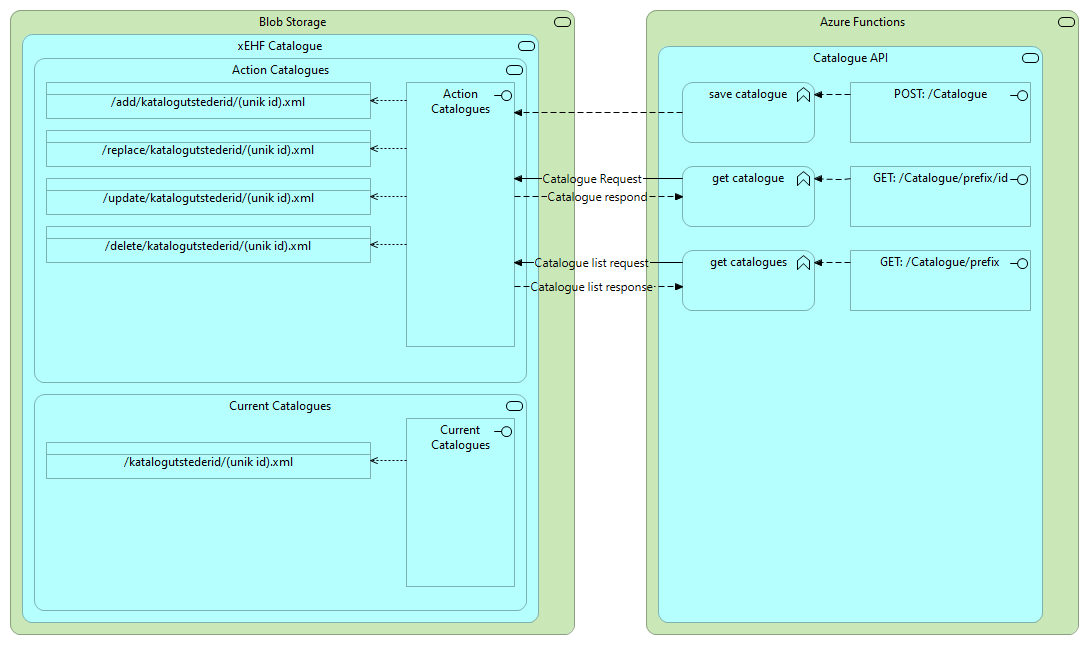 Blob Storage
xEHF Catalogue
Action Catalogues
/add/katalogutstederid/(unik id).xml
/replace/katalogutstederid/(unik id).xml
/update/katalogutstederid/(unik id).xml
/delete/katalogutstederid/(unik id).xml
Action
Catalogues
Current Catalogues
/katalogutstederid/(unik id).xml
Current
Catalogues
Catalogue Request
Catalogue respond
Catalogue list request
Catalogue list response
Azure Functions
Catalogue API
save catalogue
POST: /Catalogue
get catalogue
GET: /Catalogue/prefix/id
get catalogues
GET: /Catalogue/prefix